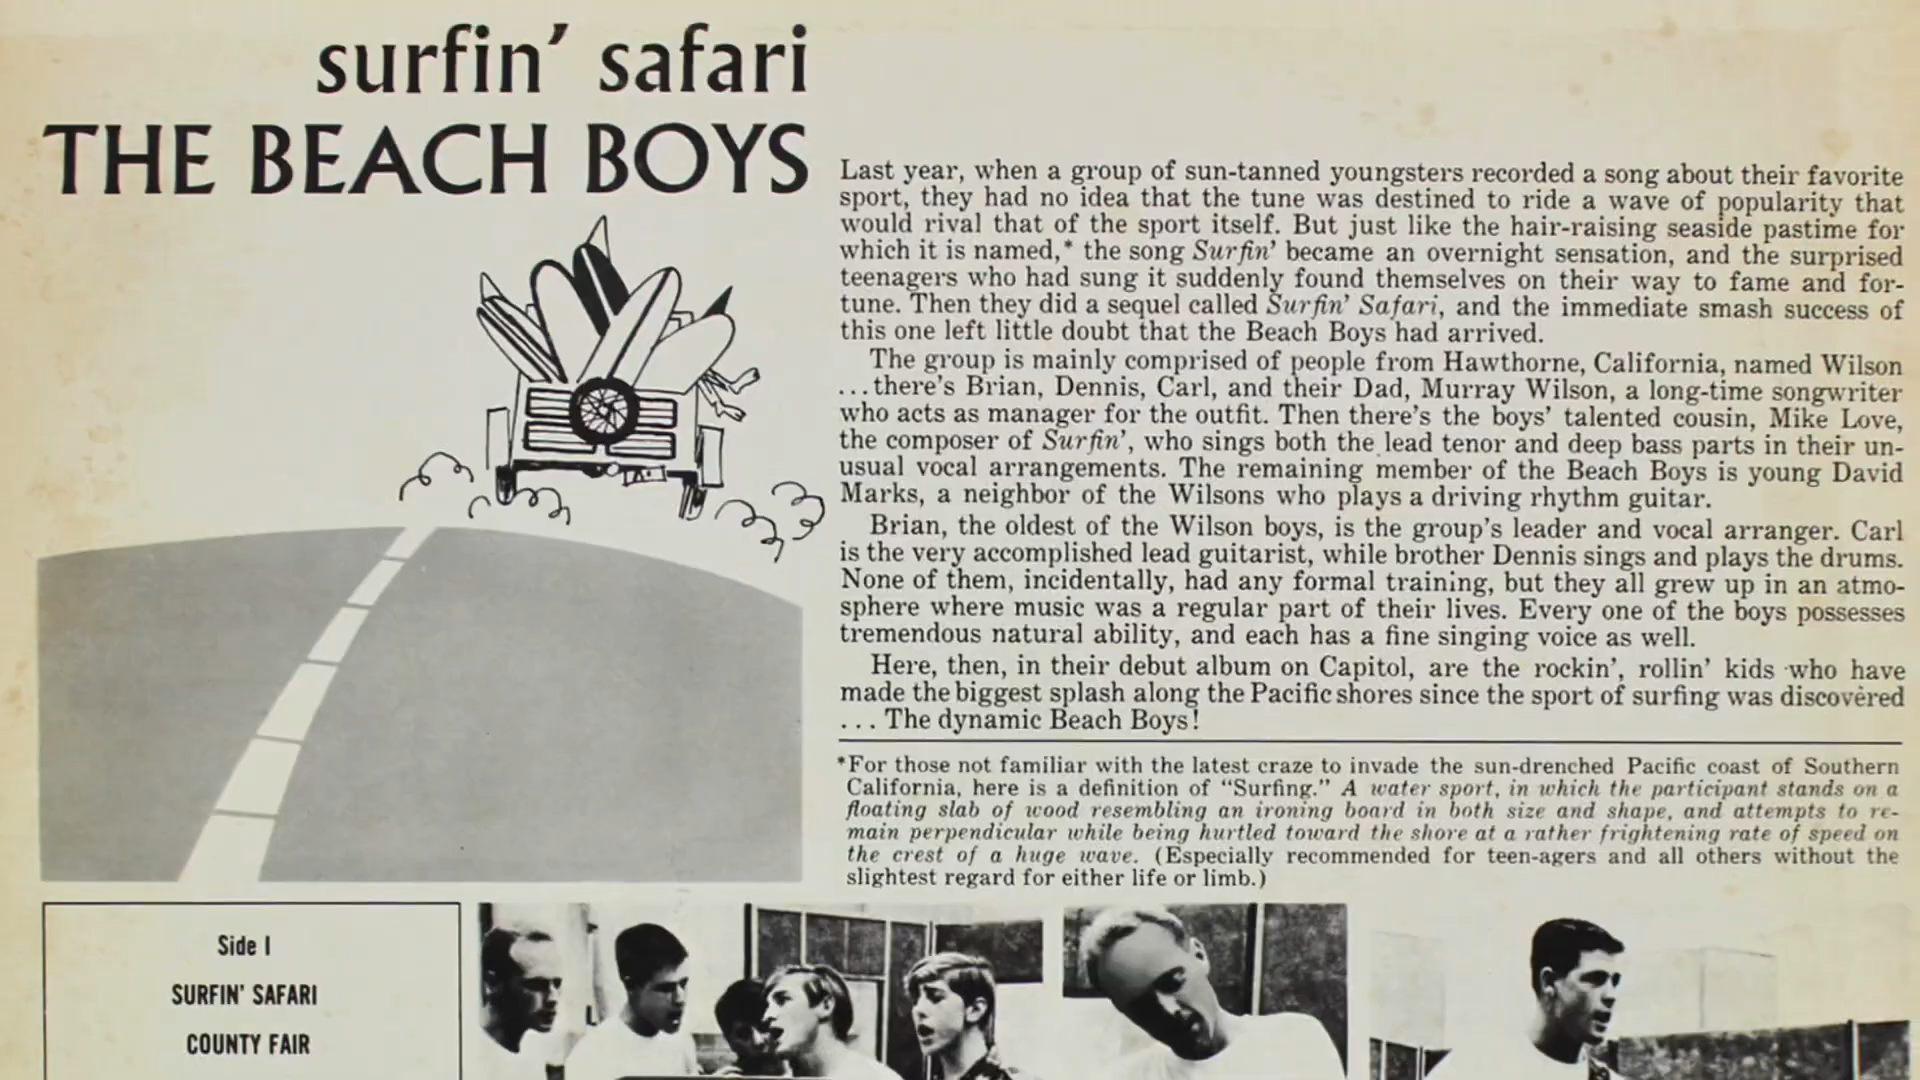 surfin' safari
THE BEACH BOYS
Last year, when a group of sun-tanned youngsters recorded a song about their favorite
sport, they had no idea that the tune was destined to ride a wave of popularity that
would rival that of the sport itself. But just like the hair-raising seaside pastime for
which it is named,* the song Surfin' became an overnight sensation, and the surprised
teenagers who had sung it suddenly found themselves on their way to fame and for-
tune. Then they did a sequel called Surfin' Safari, and the immediate smash success of
this one left little doubt that the Beach Boys had arrived.
The group is mainly comprised of people from Hawthorne, California, named Wilson
...there's Brian, Dennis, Carl, and their Dad, Murray Wilson, a long-time songwriter
who acts as manager for the outfit. Then there's the boys' talented cousin, Mike Love,
the composer of Surfin', who sings both the lead tenor and deep bass parts in their un-
usual vocal arrangements. The remaining member of the Beach Boys is young David
Marks, a neighbor of the Wilsons who plays a driving rhythm guitar.
Brian, the oldest of the Wilson boys, is the group's leader and vocal arranger. Carl
is the very accomplished lead guitarist, while brother Dennis sings and plays the drums.
None of them, incidentally, had any formal training, but they all grew up in an atmo-
sphere where music was a regular part of their lives. Every one of the boys possesses
tremendous natural ability, and each has a fine singing voice as well.
Here, then, in their debut album on Capitol, are the rockin', rollin' kids who have
made the biggest splash along the Pacific shores since the sport of surfing was discovered
... The dynamic Beach Boys!
*For those not familiar with the latest craze to invade the sun-drenched Pacific coast of Southern
California, here is a definition of "Surfing." A water sport, in which the participant stands on a
floating slab of wood resembling an ironing board in both size and shape, and attempts to re-
main perpendicular while being hurtled toward the shore at a rather frightening rate of speed on
the crest of a huge wave. (Especially recommended for teen-agers and all others without the
slightest regard for either life or limb.)
Side 1
SURFIN' SAFARI
COUNTY FAIR